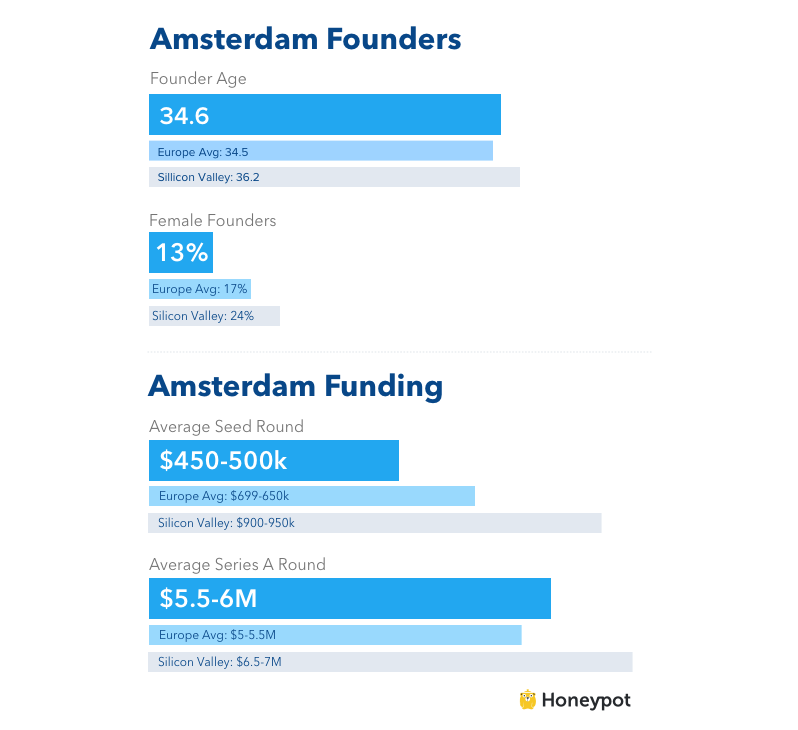 Amsterdam Founders
Founder Age
34.6
Europe Avg: 34.5
Sillicon Valley: 36.2
Female Founders
13%
Europe Avg: 17%
Silicon Valley: 24%
Amsterdam Funding
Average Seed Round
$450-500k
Europe Avg: $699-650k
Silicon Valley: $900-950k
Average Series A Round
$5.5-6M
Europe Avg: $5-5.5M
Silicon Valley: $6.5-7M
Honeypot